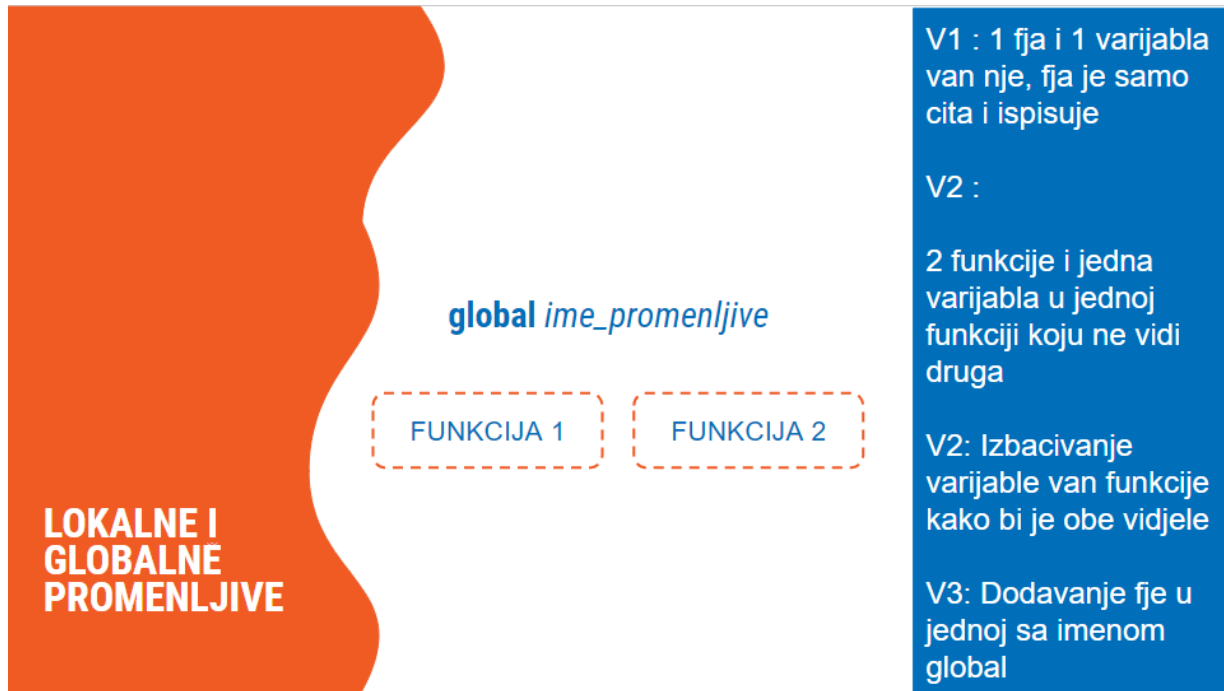 LOKALNE I
GLOBALNE
PROMENLJIVE
global ime_promenljive
FUNKCIJA 1
FUNKCIJA 2
V1 : 1 fja i 1 varijabla
van nje, fja je samo
cita i ispisuje
V2 :
2 funkcije i jedna
varijabla u jednoj
funkciji koju ne vidi
druga
V2: Izbacivanje
varijable van funkcije
kako bi je obe vidjele
V3: Dodavanje fje u
jednoj sa imenom
global